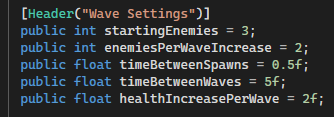 [Header("Wave Settings")]
public int startingEnemies = 3;
public int enemiesPerWaveIncrease = 2;
public float timeBetweenSpawns = 0.5f;
public float timeBetweenWaves = 5f;
public float healthIncreasePerWave = 2f;